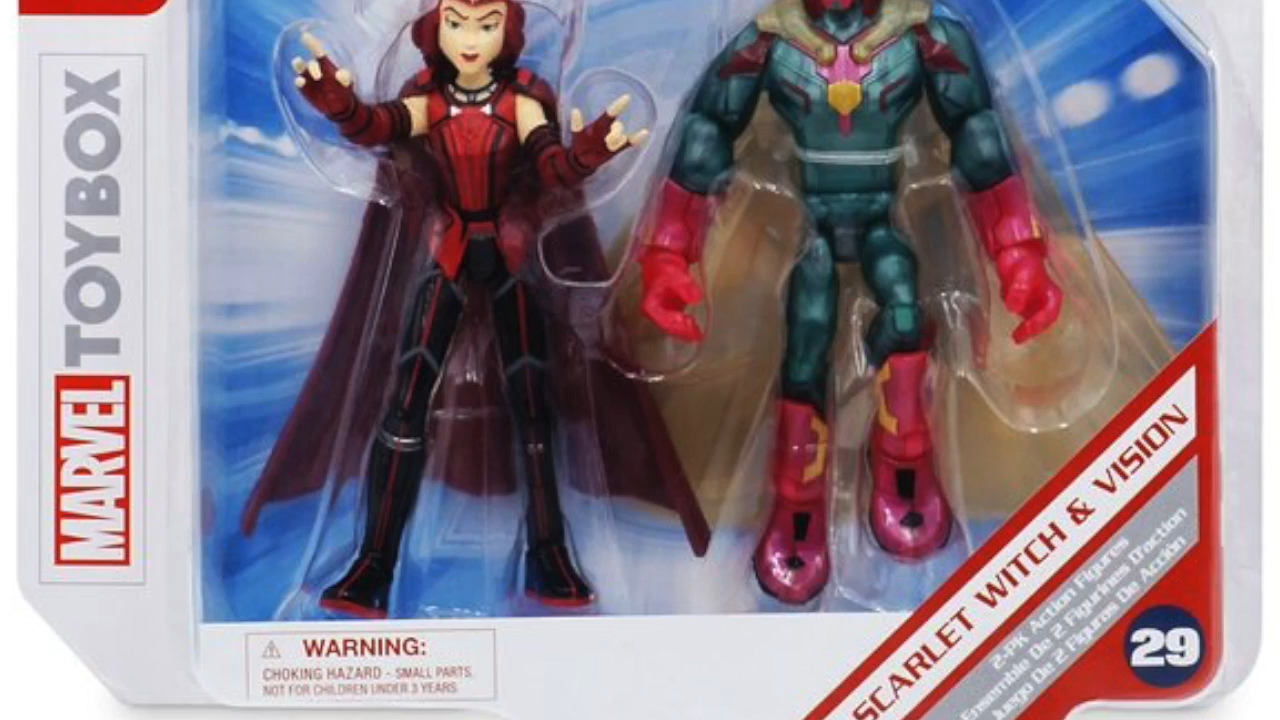 MARVEL TOYBOX
WARNING:
CHOKING HAZARD - SMALL PARTS.
NOT FOR CHILDREN UNDER 3 YEARS
SCARLET WITCH & VISION
2-PK Action Figures
Ensemble De 2 Figurines D'action
Juego De 2 Figuras De Acción
29